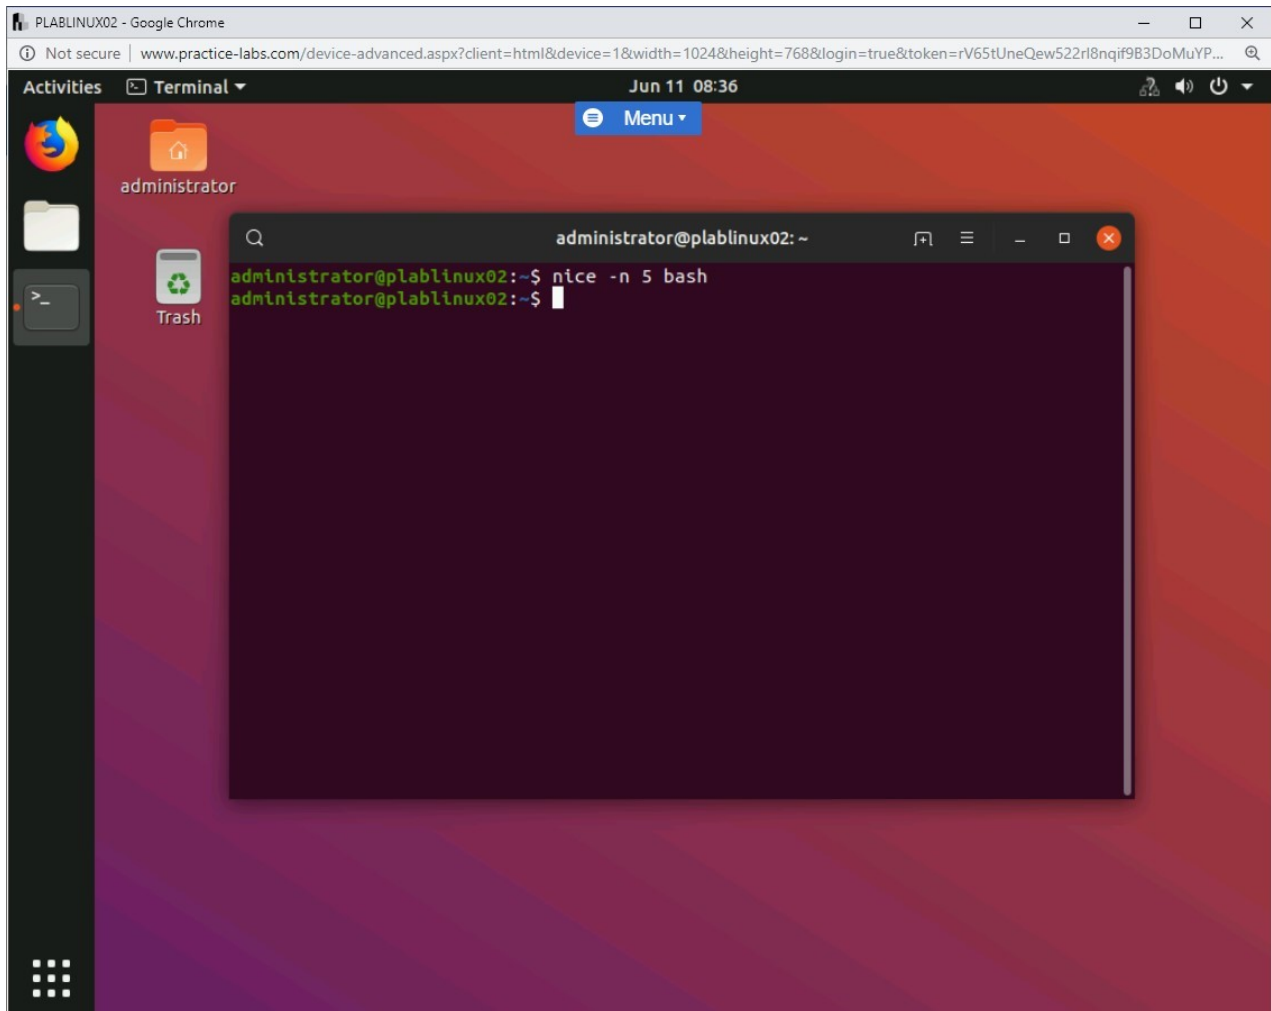 PLABLINUX02 - Google Chrome
Not secure | www.practice-labs.com/device-advanced.aspx?client=html&device=1&width=1024&height=768&login=true&token=rV65tUneQew522rl8nqif9B3DoMuYP...
Activities Terminal Jun 11 08:36
Menu
administrator
administrator@plablinux02: ~
administrator@plablinux02:~$ nice -n 5 bash
administrator@plablinux02:~$
>_
Trash